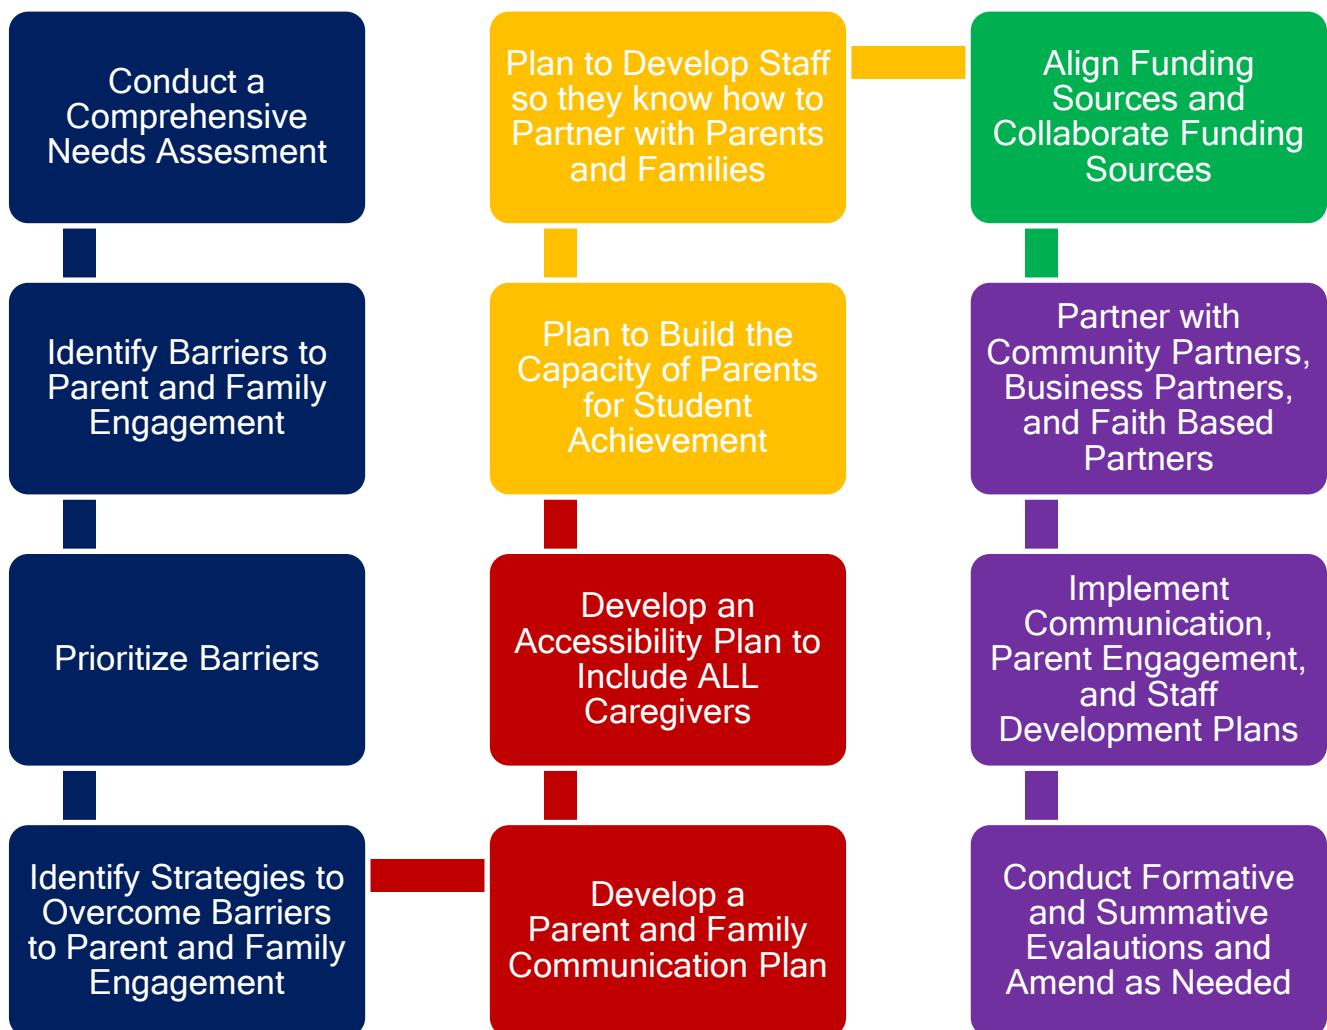 Conduct a
Comprehensive
Needs Assesment
Identify Barriers to
Parent and Family
Engagement
Prioritize Barriers
Identify Strategies to
Overcome Barriers
to Parent and Family
Engagement
Develop a
Parent and Family
Communication Plan
Develop an
Accessibility Plan to
Include ALL
Caregivers
Plan to Build the
Capacity of Parents
for Student
Achievement
Plan to Develop Staff
so they know how to
Partner with Parents
and Families
Align Funding
Sources and
Collaborate Funding
Sources
Partner with
Community Partners,
Business Partners,
and Faith Based
Partners
Implement
Communication,
Parent Engagement,
and Staff
Development Plans
Conduct Formative
and Summative
Evalautions and
Amend as Needed